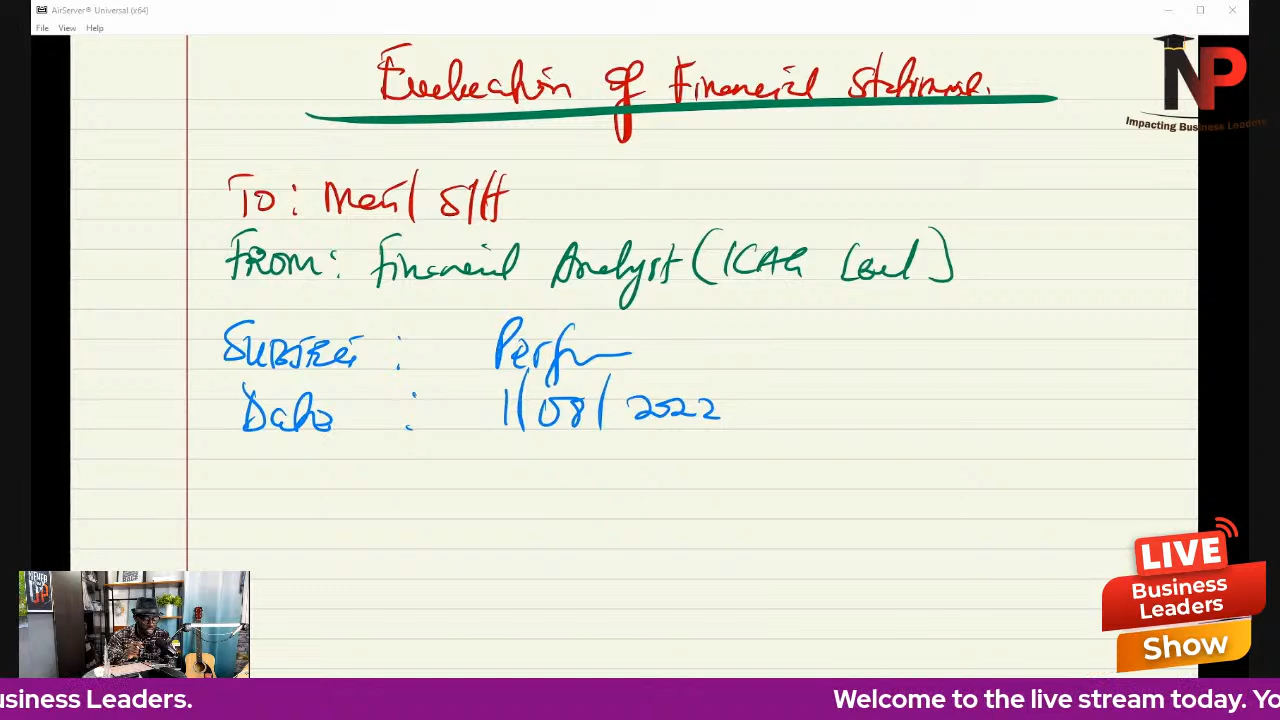 AirServer® Universal (x64)
File View Help
Evaluation of Financial Statement.
NP
Impacting Business Leaders
To: Mgt/ S/H
FROM: Financial Analyst (ICAG Level)
SUBJECT : Perf
Date : 1/08/2022
LIVE
Business
Leaders
Show
usiness Leaders.
Welcome to the live stream today. Yo